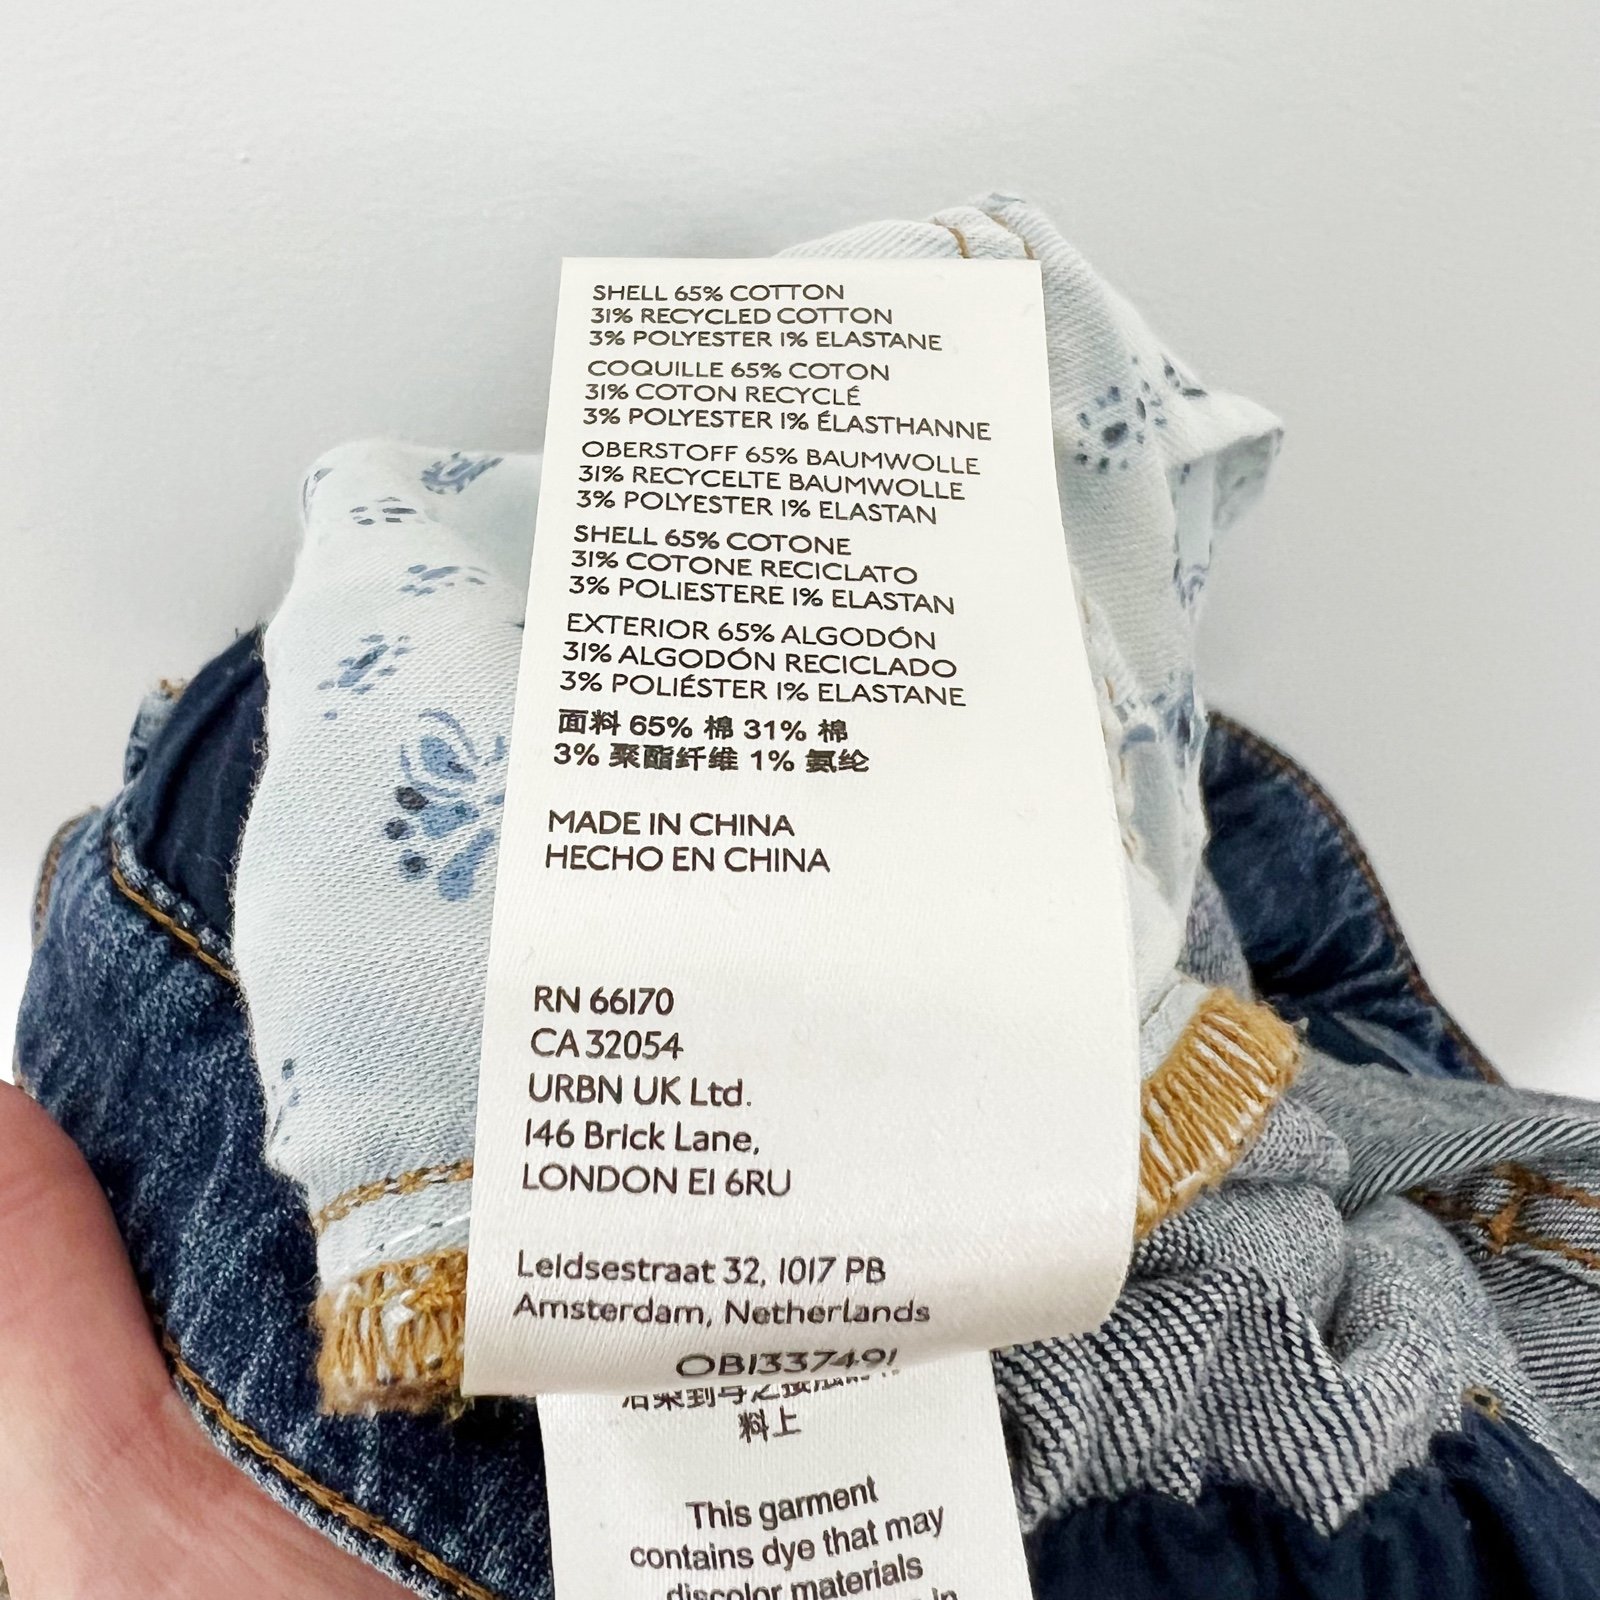 SHELL 65% COTTON
31% RECYCLED COTTON
3% POLYESTER 1% ELASTANE
COQUILLE 65% COTON
31% COTON RECYCLÉ
3% POLYESTER 1% ÉLASTHANNE
OBERSTOFF 65% BAUMWOLLE
31% RECYCELTE BAUMWOLLE
3% POLYESTER 1% ELASTAN
SHELL 65% COTONE
31% COTONE RECICLATO
3% POLIESTERE 1% ELASTAN
EXTERIOR 65% ALGODÓN
31% ALGODÓN RECICLADO
3% POLIÉSTER 1% ELASTANE
面料 65% 棉 31% 棉
3% 聚酯纤维 1% 氨纶
MADE IN CHINA
HECHO EN CHINA
RN 66170
CA 32054
URBN UK Ltd.
146 Brick Lane,
LONDON E1 6RU
Leldsestraat 32, 1017 PB
Amsterdam, Netherlands
OB1337491
料上
This garment
contains dye that may
discolor materials
in